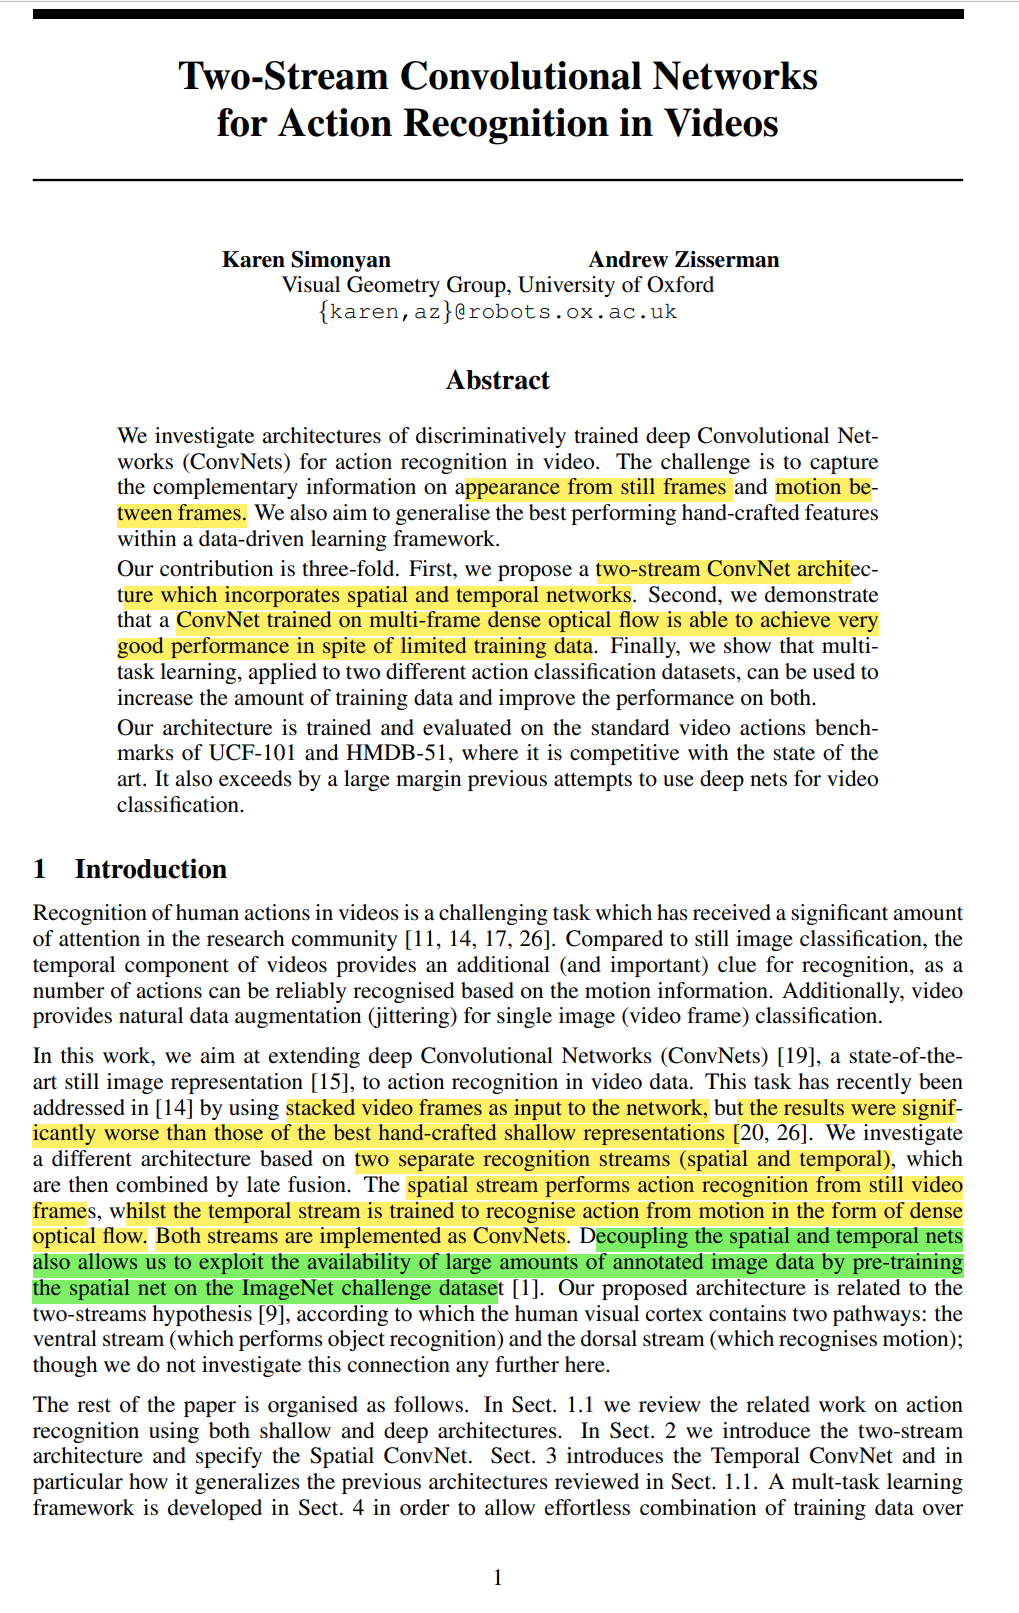 Two-Stream Convolutional Networks
for Action Recognition in Videos
Karen Simonyan Andrew Zisserman
Visual Geometry Group, University of Oxford
{karen,az}@robots.ox.ac.uk
Abstract
We investigate architectures of discriminatively trained deep Convolutional Net-
works (ConvNets) for action recognition in video. The challenge is to capture
the complementary information on appearance from still frames and motion be-
tween frames. We also aim to generalise the best performing hand-crafted features
within a data-driven learning framework.
Our contribution is three-fold. First, we propose a two-stream ConvNet architec-
ture which incorporates spatial and temporal networks. Second, we demonstrate
that a ConvNet trained on multi-frame dense optical flow is able to achieve very
good performance in spite of limited training data. Finally, we show that multi-
task learning, applied to two different action classification datasets, can be used to
increase the amount of training data and improve the performance on both.
Our architecture is trained and evaluated on the standard video actions bench-
marks of UCF-101 and HMDB-51, where it is competitive with the state of the
art. It also exceeds by a large margin previous attempts to use deep nets for video
classification.
1 Introduction
Recognition of human actions in videos is a challenging task which has received a significant amount
of attention in the research community [11, 14, 17, 26]. Compared to still image classification, the
temporal component of videos provides an additional (and important) clue for recognition, as a
number of actions can be reliably recognised based on the motion information. Additionally, video
provides natural data augmentation (jittering) for single image (video frame) classification.
In this work, we aim at extending deep Convolutional Networks (ConvNets) [19], a state-of-the-
art still image representation [15], to action recognition in video data. This task has recently been
addressed in [14] by using stacked video frames as input to the network, but the results were signif-
icantly worse than those of the best hand-crafted shallow representations [20, 26]. We investigate
a different architecture based on two separate recognition streams (spatial and temporal), which
are then combined by late fusion. The spatial stream performs action recognition from still video
frames, whilst the temporal stream is trained to recognise action from motion in the form of dense
optical flow. Both streams are implemented as ConvNets. Decoupling the spatial and temporal nets
also allows us to exploit the availability of large amounts of annotated image data by pre-training
the spatial net on the ImageNet challenge dataset [1]. Our proposed architecture is related to the
two-streams hypothesis [9], according to which the human visual cortex contains two pathways: the
ventral stream (which performs object recognition) and the dorsal stream (which recognises motion);
though we do not investigate this connection any further here.
The rest of the paper is organised as follows. In Sect. 1.1 we review the related work on action
recognition using both shallow and deep architectures. In Sect. 2 we introduce the two-stream
architecture and specify the Spatial ConvNet. Sect. 3 introduces the Temporal ConvNet and in
particular how it generalizes the previous architectures reviewed in Sect. 1.1. A mult-task learning
framework is developed in Sect. 4 in order to allow effortless combination of training data over
1